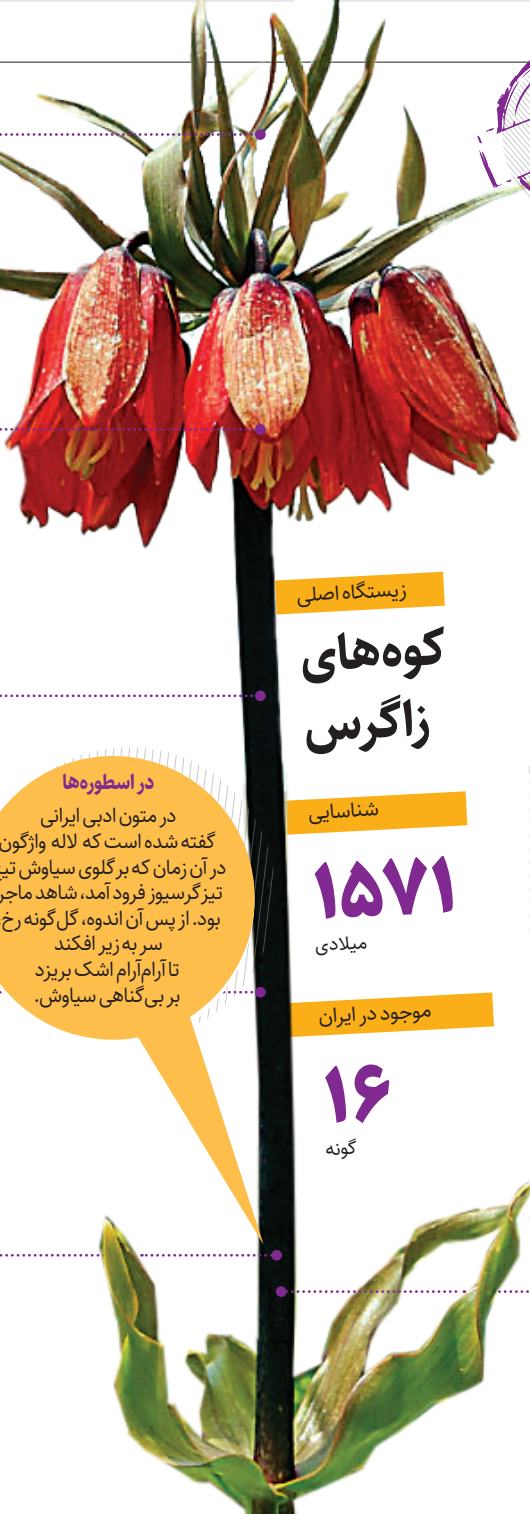 زیستگاه اصلی
کوه‌های
زاگرس
شناسایی
۱۵۷۱
میلادی
موجود در ایران
۱۶
گونه
در اسطوره‌ها
در متون ادبی ایرانی
گفته شده است که لاله واژگون
در آن زمان که بر گلوی سیاوش
تیز گرسیوز فرود آمد، شاهد
بود. از پس آن اندوه، گل‌گونه
سر به زیر افکند
تا آرام‌آرام اشک بریزد
بر بی‌گناهی سیاوش.